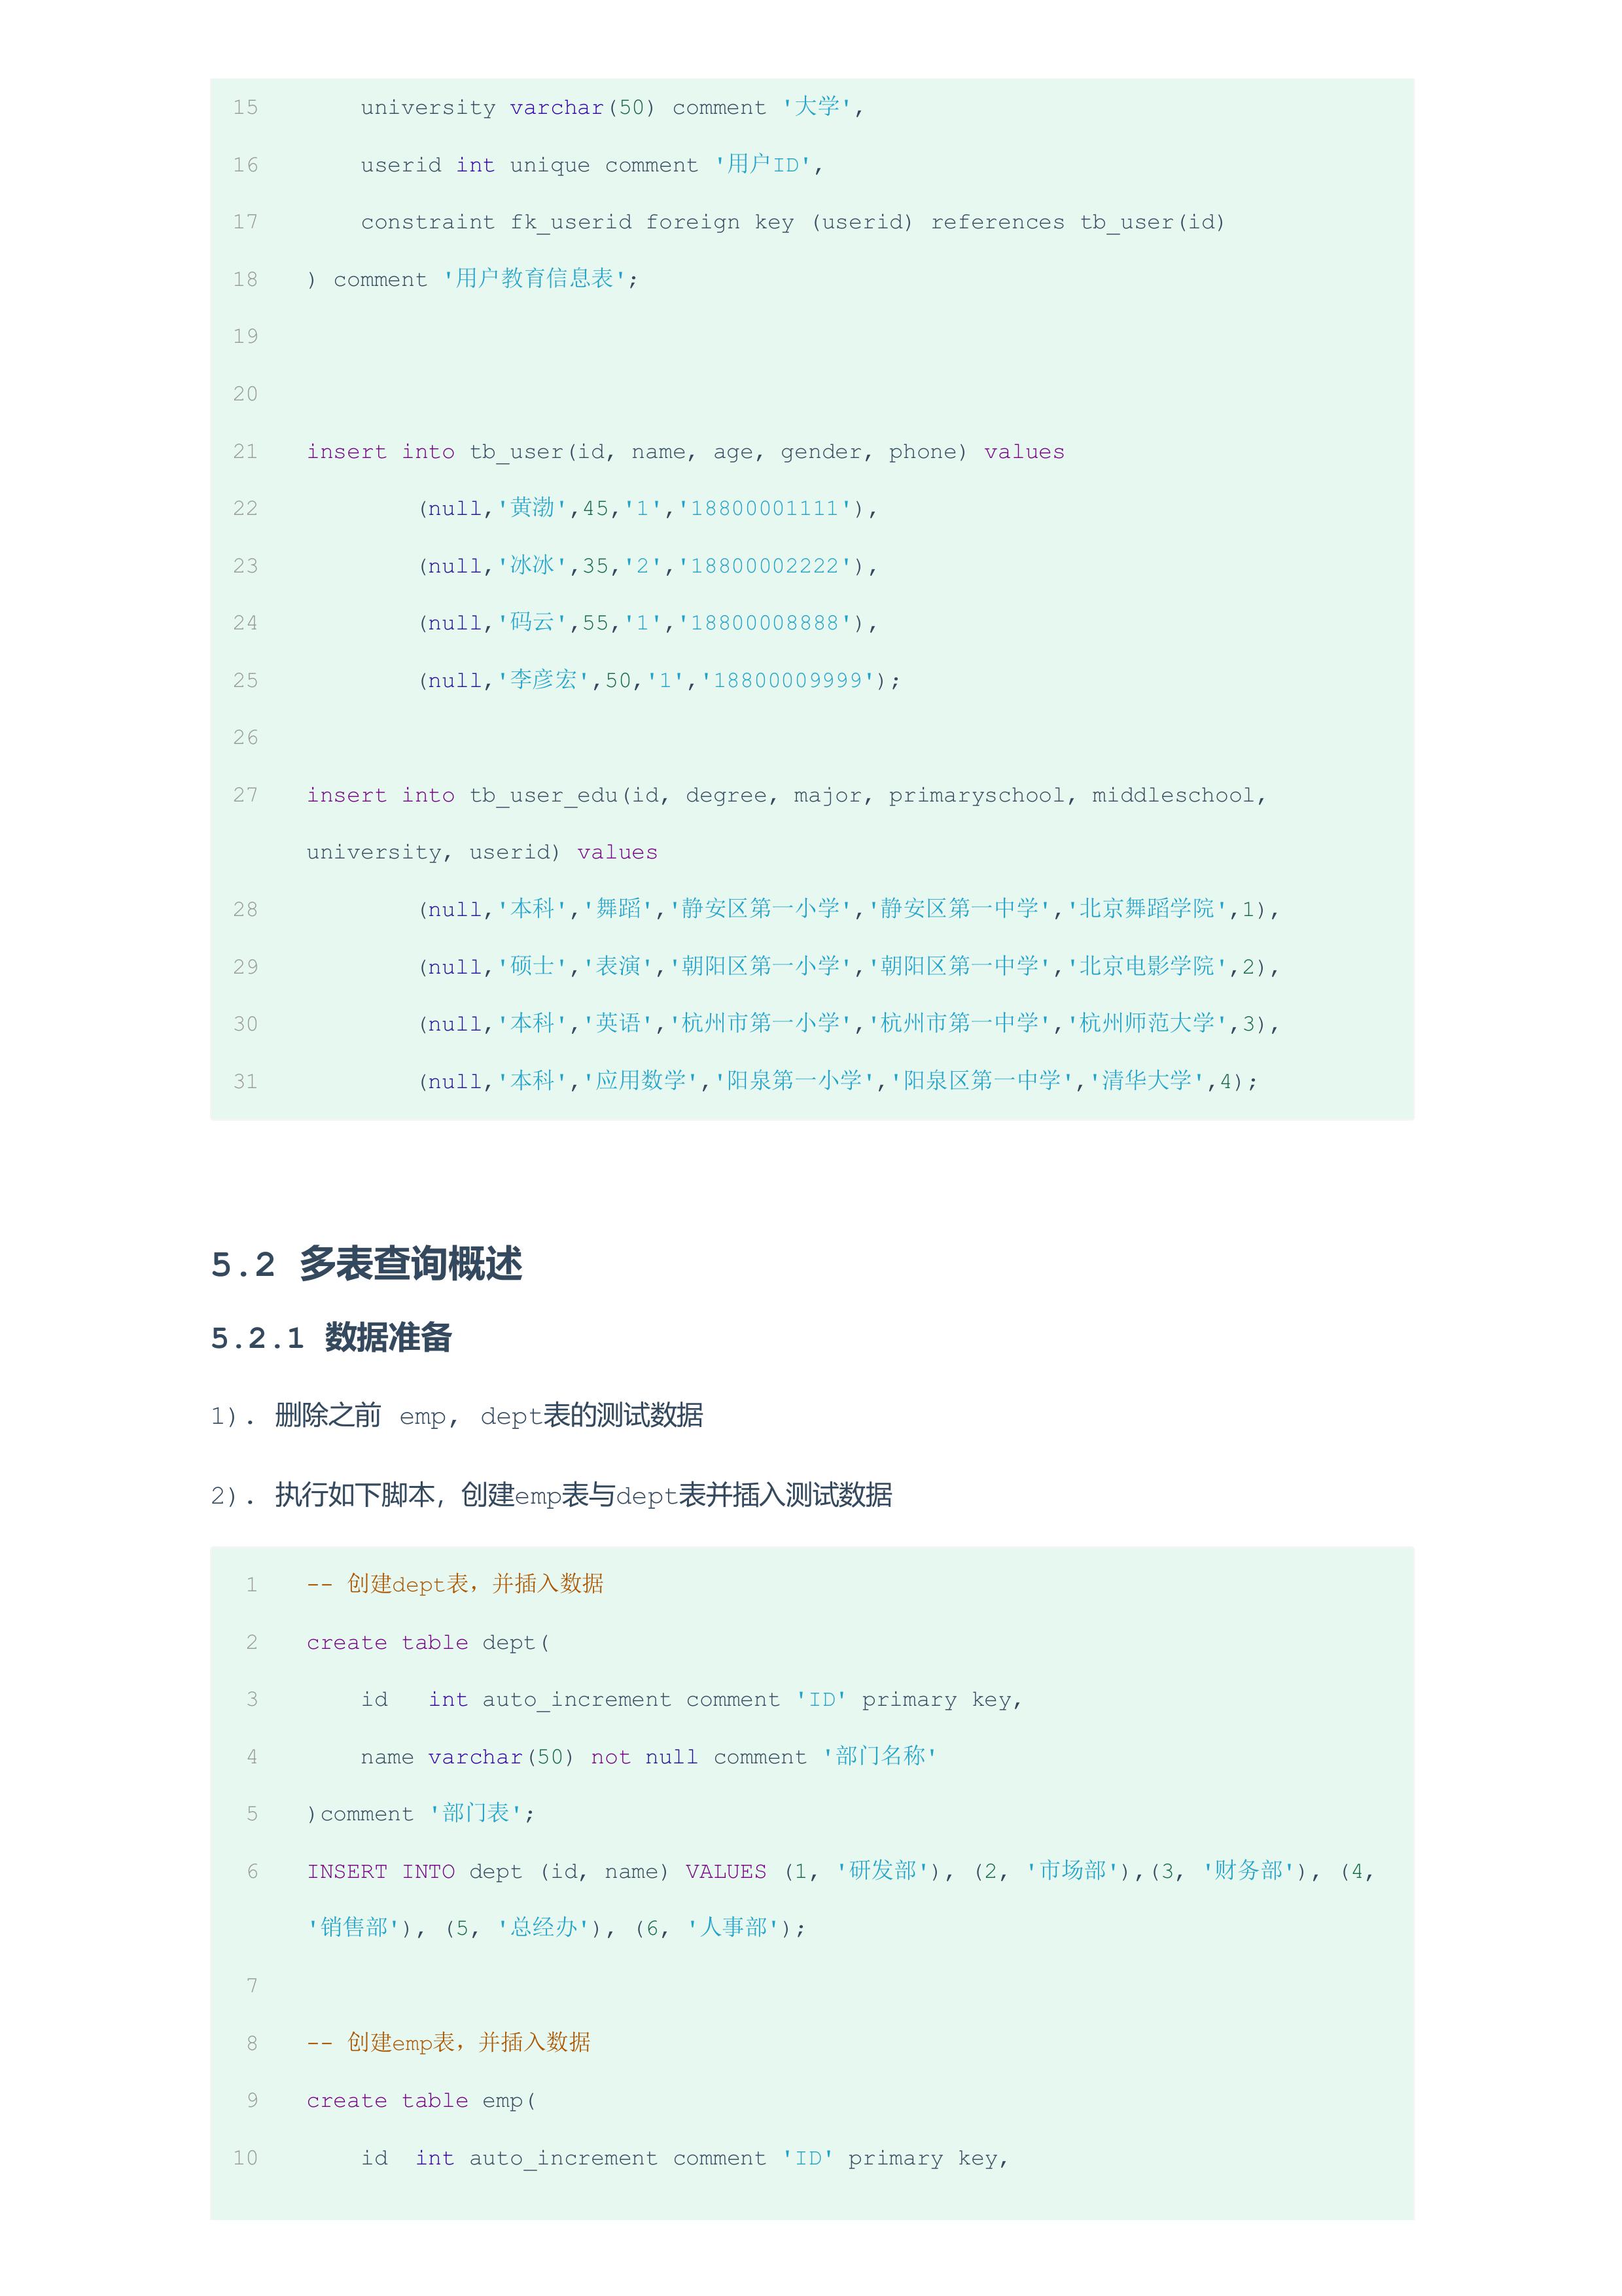 15 university varchar(50) comment '大学',
16 userid int unique comment '用户ID',
17 constraint fk_userid foreign key (userid) references tb_user(id)
18 ) comment '用户教育信息表';
19
20
21 insert into tb_user(id, name, age, gender, phone) values
22 (null,'黄渤',45,'1','18800001111'),
23 (null,'冰冰',35,'2','18800002222'),
24 (null,'码云',55,'1','18800008888'),
25 (null,'李彦宏',50,'1','18800009999');
26
27 insert into tb_user_edu(id, degree, major, primaryschool, middleschool,
university, userid) values
28 (null,'本科','舞蹈','静安区第一小学','静安区第一中学','北京舞蹈学院',1),
29 (null,'硕士','表演','朝阳区第一小学','朝阳区第一中学','北京电影学院',2),
30 (null,'本科','英语','杭州市第一小学','杭州市第一中学','杭州师范大学',3),
31 (null,'本科','应用数学','阳泉第一小学','阳泉区第一中学','清华大学',4);
5.2 多表查询概述
5.2.1 数据准备
1). 删除之前 emp, dept表的测试数据
2). 执行如下脚本，创建emp表与dept表并插入测试数据
1 -- 创建dept表，并插入数据
2 create table dept(
3 id int auto_increment comment 'ID' primary key,
4 name varchar(50) not null comment '部门名称'
5 )comment '部门表';
6 INSERT INTO dept (id, name) VALUES (1, '研发部'), (2, '市场部'),(3, '财务部'), (4,
'销售部'), (5, '总经办'), (6, '人事部');
7
8 -- 创建emp表，并插入数据
9 create table emp(
10 id int auto_increment comment 'ID' primary key,